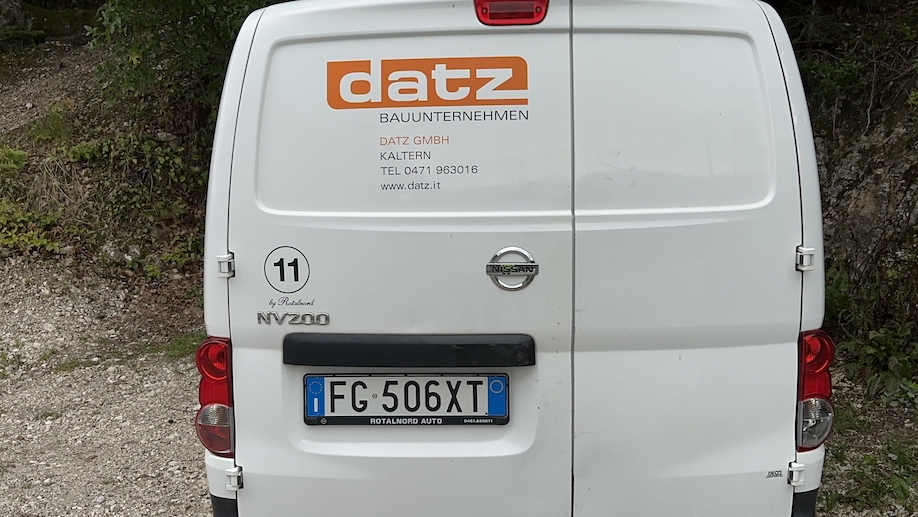 datz
BAUUNTERNEHMEN
DATZ GMBH
KALTERN
TEL 0471 963016
www.datz.it
11
by Rotalnord
NISSAN
NV200
I FG 506XT
ROTALNORD AUTO